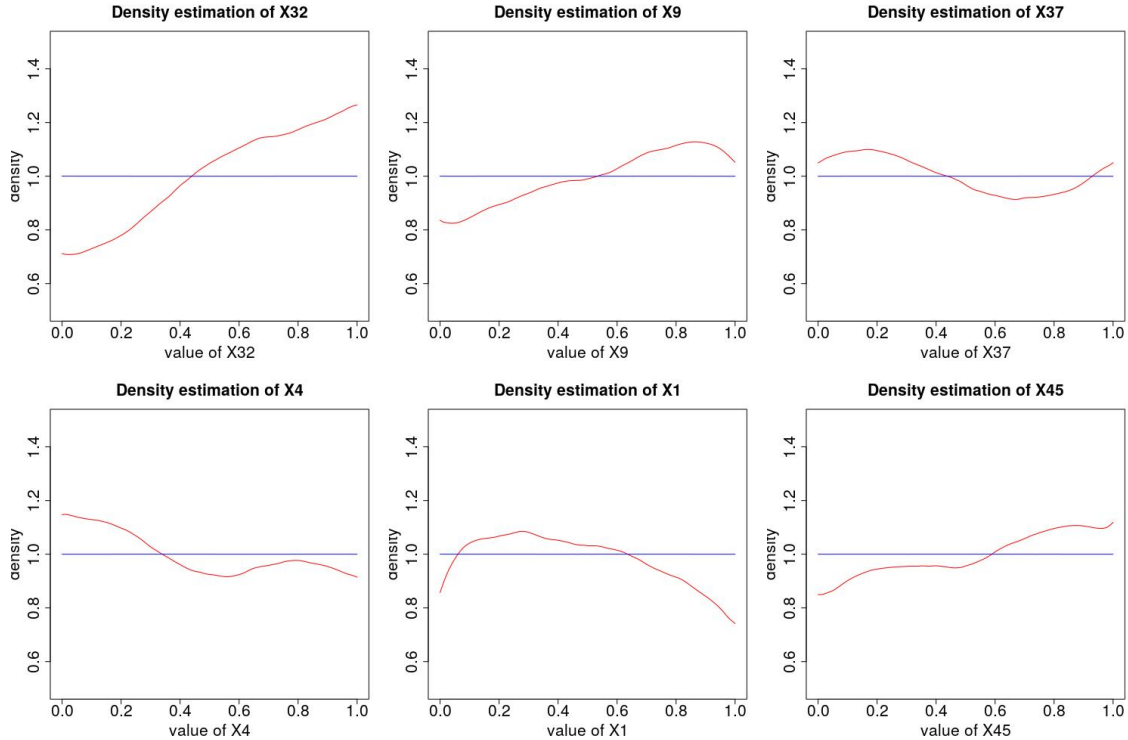 Density estimation of X32
density
1.4
1.2
1.0
0.8
0.6
0.0 0.2 0.4 0.6 0.8 1.0
value of X32
Density estimation of X9
density
1.4
1.2
1.0
0.8
0.6
0.0 0.2 0.4 0.6 0.8 1.0
value of X9
Density estimation of X37
density
1.4
1.2
1.0
0.8
0.6
0.0 0.2 0.4 0.6 0.8 1.0
value of X37
Density estimation of X4
density
1.4
1.2
1.0
0.8
0.6
0.0 0.2 0.4 0.6 0.8 1.0
value of X4
Density estimation of X1
density
1.4
1.2
1.0
0.8
0.6
0.0 0.2 0.4 0.6 0.8 1.0
value of X1
Density estimation of X45
density
1.4
1.2
1.0
0.8
0.6
0.0 0.2 0.4 0.6 0.8 1.0
value of X45